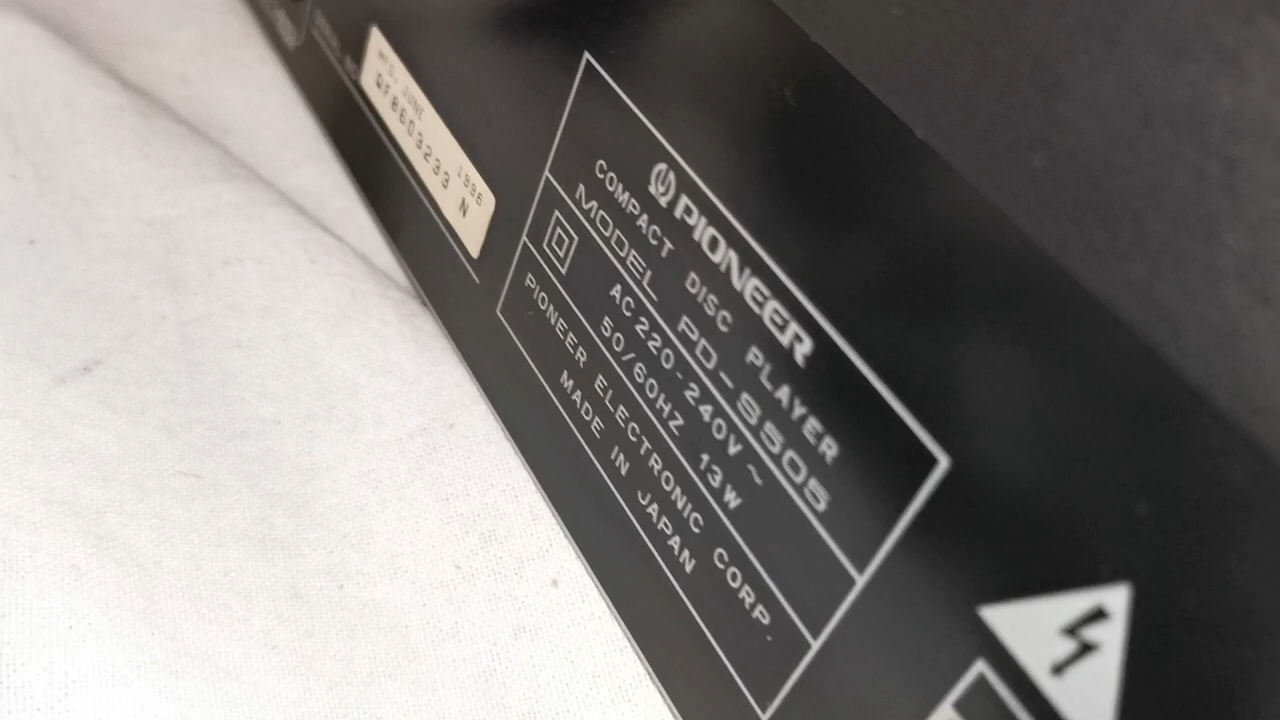 MFD. JUNE 1996
QF8603233 N
PIONEER
COMPACT DISC PLAYER
MODEL PD-S505
AC 220-240V ~
50/60HZ 13W
PIONEER ELECTRONIC CORP.
MADE IN JAPAN